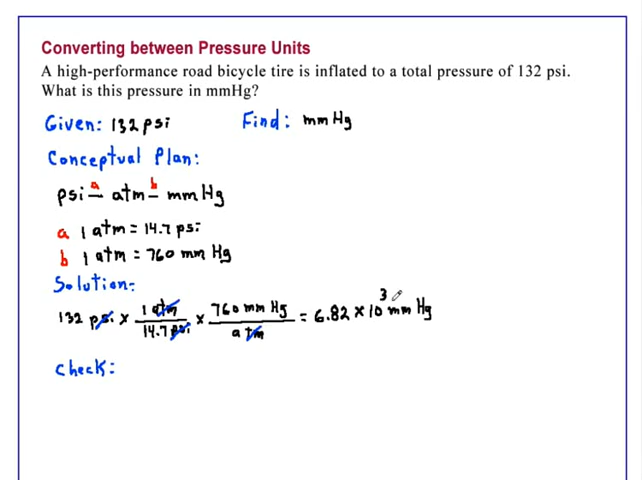 Converting between Pressure Units
A high-performance road bicycle tire is inflated to a total pressure of 132 psi.
What is this pressure in mmHg?
Given: 132 psi Find: mm Hg
Conceptual Plan:
psi a— atm b— mm Hg
a 1 atm = 14.7 psi
b 1 atm = 760 mm Hg
Solution:
132 psi × 1 atm / 14.7 psi × 760 mm Hg / atm = 6.82 × 10³ mm Hg
Check: